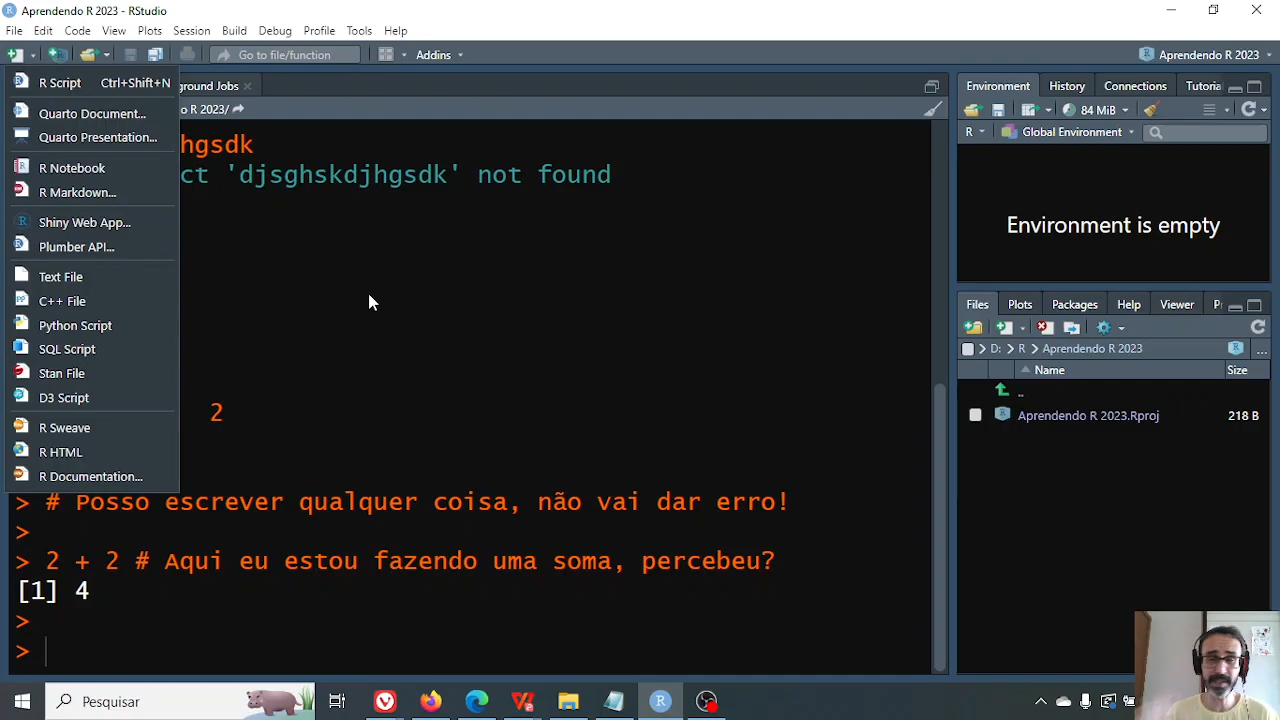 Aprendendo R 2023 - RStudio
File Edit Code View Plots Session Build Debug Profile Tools Help
Go to file/function Addins Aprendendo R 2023
R Script Ctrl+Shift+N
Quarto Document...
Quarto Presentation...
R Notebook
R Markdown...
Shiny Web App...
Plumber API...
Text File
C++ File
Python Script
SQL Script
Stan File
D3 Script
R Sweave
R HTML
R Documentation...
ground Jobs
o R 2023/
hgsdk
ct 'djsghskdjhgsdk' not found
2
> # Posso escrever qualquer coisa, não vai dar erro!
>
> 2 + 2 # Aqui eu estou fazendo uma soma, percebeu?
[1] 4
>
>
Environment History Connections Tutoria
84 MiB
R Global Environment
Environment is empty
Files Plots Packages Help Viewer
D: R Aprendendo R 2023 ...
Name Size
..
Aprendendo R 2023.Rproj 218 B
Pesquisar